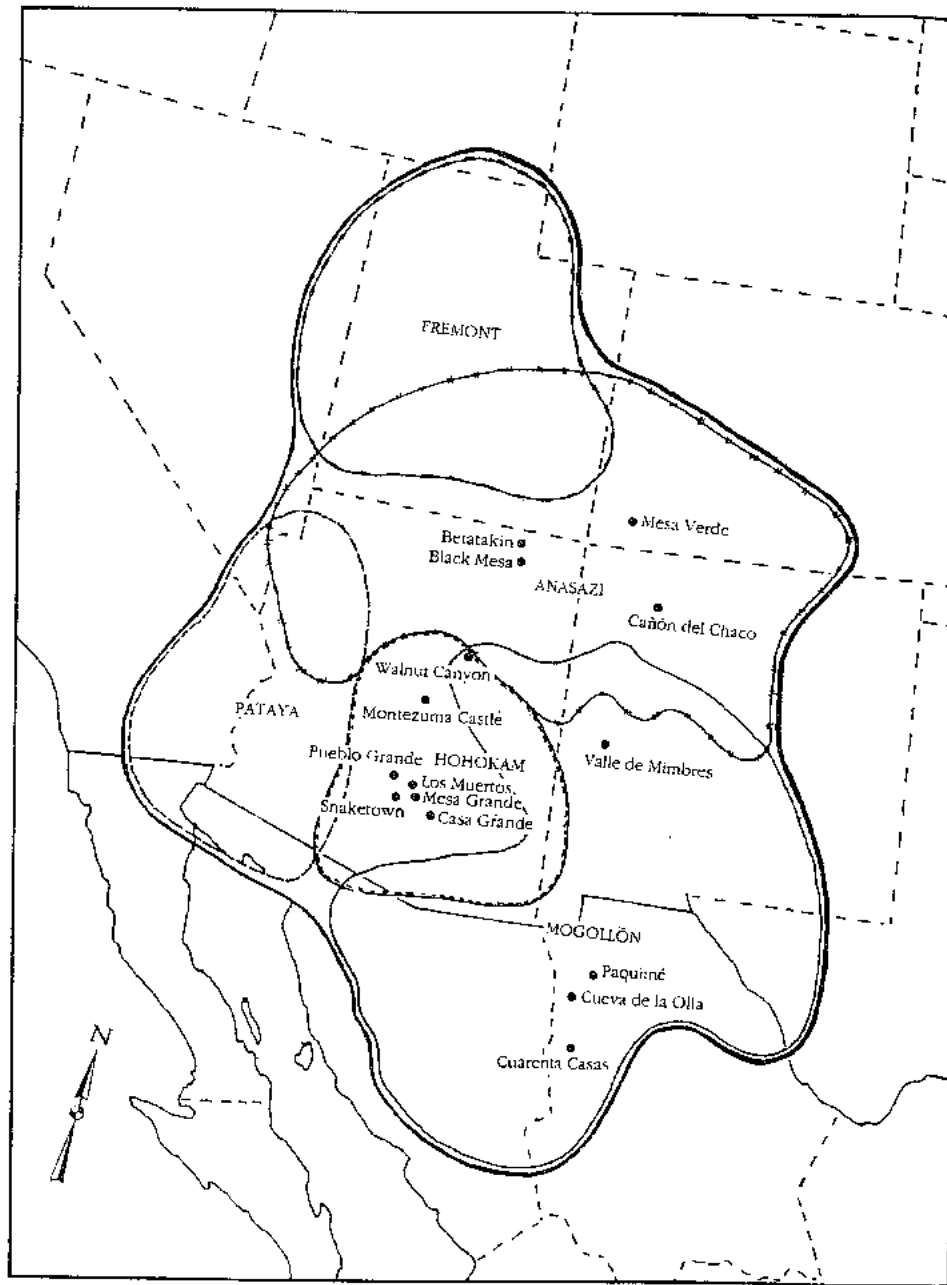 FREMONT
Mesa Verde
Betatakin
Black Mesa
ANASAZI
Cañón del Chaco
Walnut Canyon
PATAYA
Montezuma Castle
Pueblo Grande
HOHOKAM
Valle de Mimbres
Los Muertos
Mesa Grande
Snaketown
Casa Grande
MOGOLLÓN
Paquimé
Cueva de la Olla
Cuarenta Casas
N